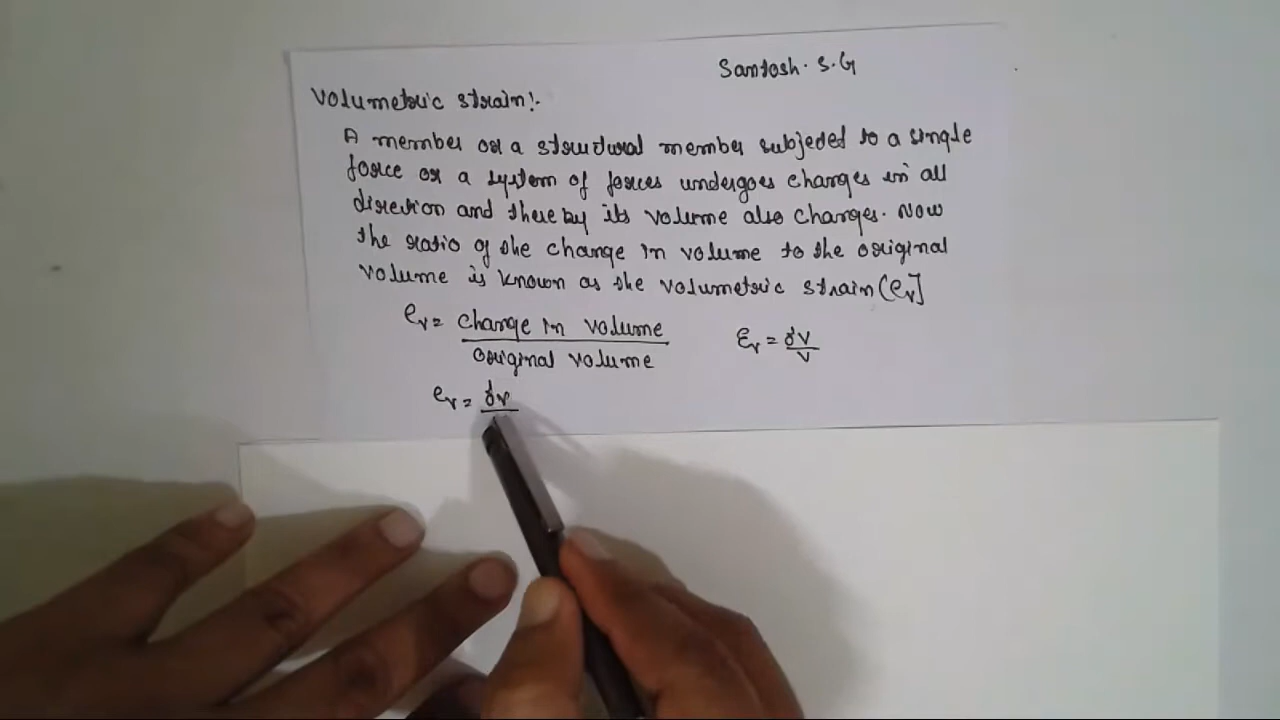 Santosh. S.G
Volumetric strain:-
A member or a structural member subjected to a single
force or a system of forces undergoes changes in all
direction and thereby its volume also changes. Now
the ratio of the change in volume to the original
volume is known as the volumetric strain (eᵥ]
eᵥ = change in volume
original volume
Ɛᵥ = δV
V
eᵥ = δv